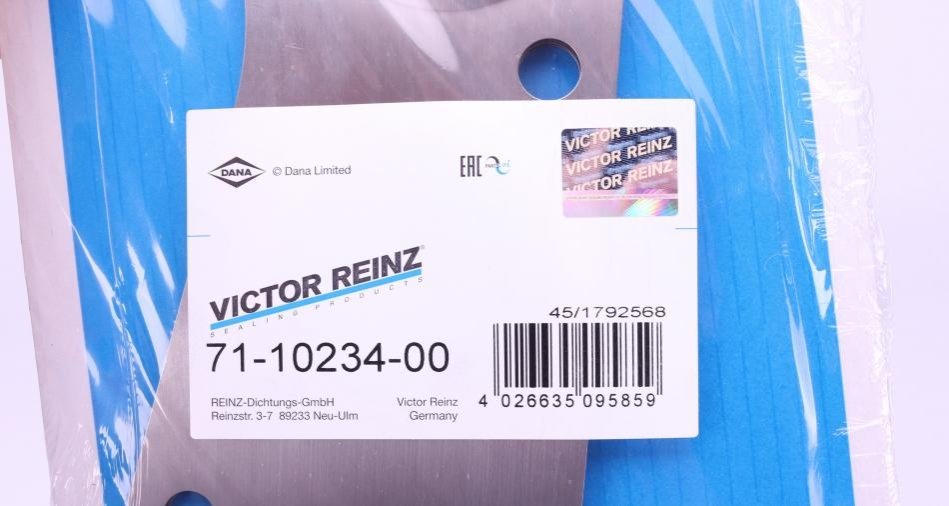 DANA
© Dana Limited
EAC
VICTOR REINZ
VICTOR REINZ
VICTOR REINZ
VICTOR REINZ®
SEALING PRODUCTS
45/1792568
71-10234-00
4 026635 095859
REINZ-Dichtungs-GmbH
Reinzstr. 3-7 89233 Neu-Ulm
Victor Reinz
Germany